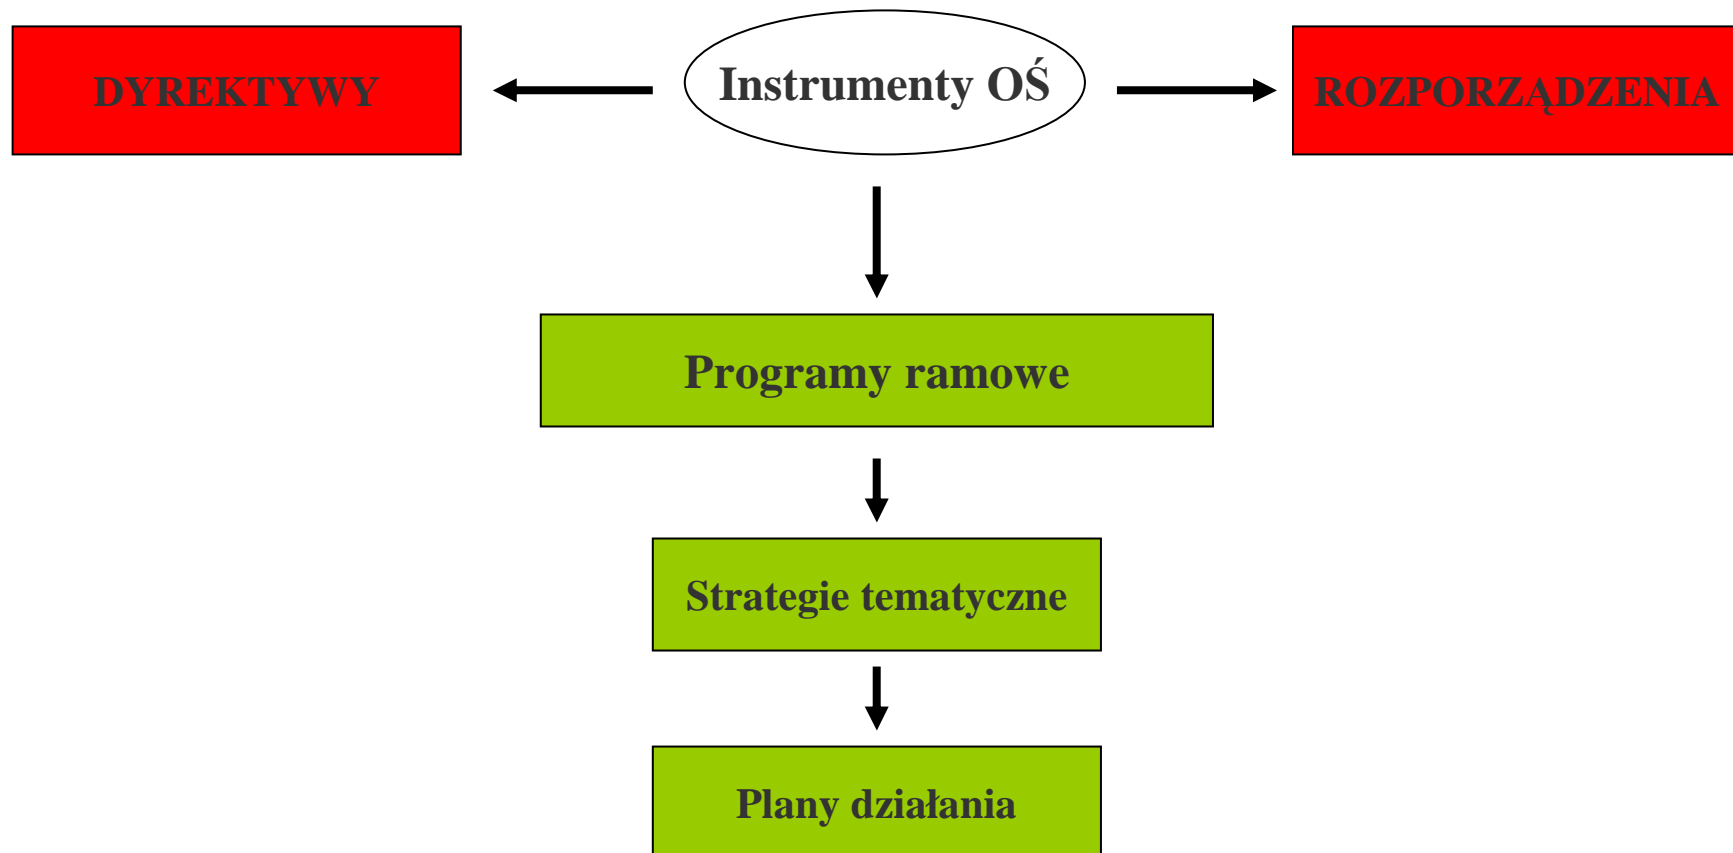 DYREKTYWY
Instrumenty OŚ
ROZPORZĄDZENIA
Programy ramowe
Strategie tematyczne
Plany działania